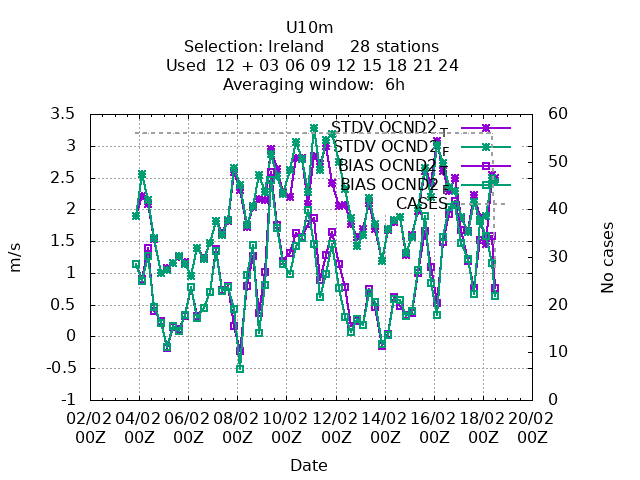 U10m
Selection: Ireland 28 stations
Used 12 + 03 06 09 12 15 18 21 24
Averaging window: 6h
3.5
3
2.5
2
1.5
1
0.5
0
-0.5
-1
m/s
60
50
40
30
20
10
0
No cases
STDV OCND2 T
STDV OCND2 F
BIAS OCND2 T
BIAS OCND2 F
CASES
02/02 04/02 06/02 08/02 10/02 12/02 14/02 16/02 18/02 20/02
00Z 00Z 00Z 00Z 00Z 00Z 00Z 00Z 00Z 00Z
Date